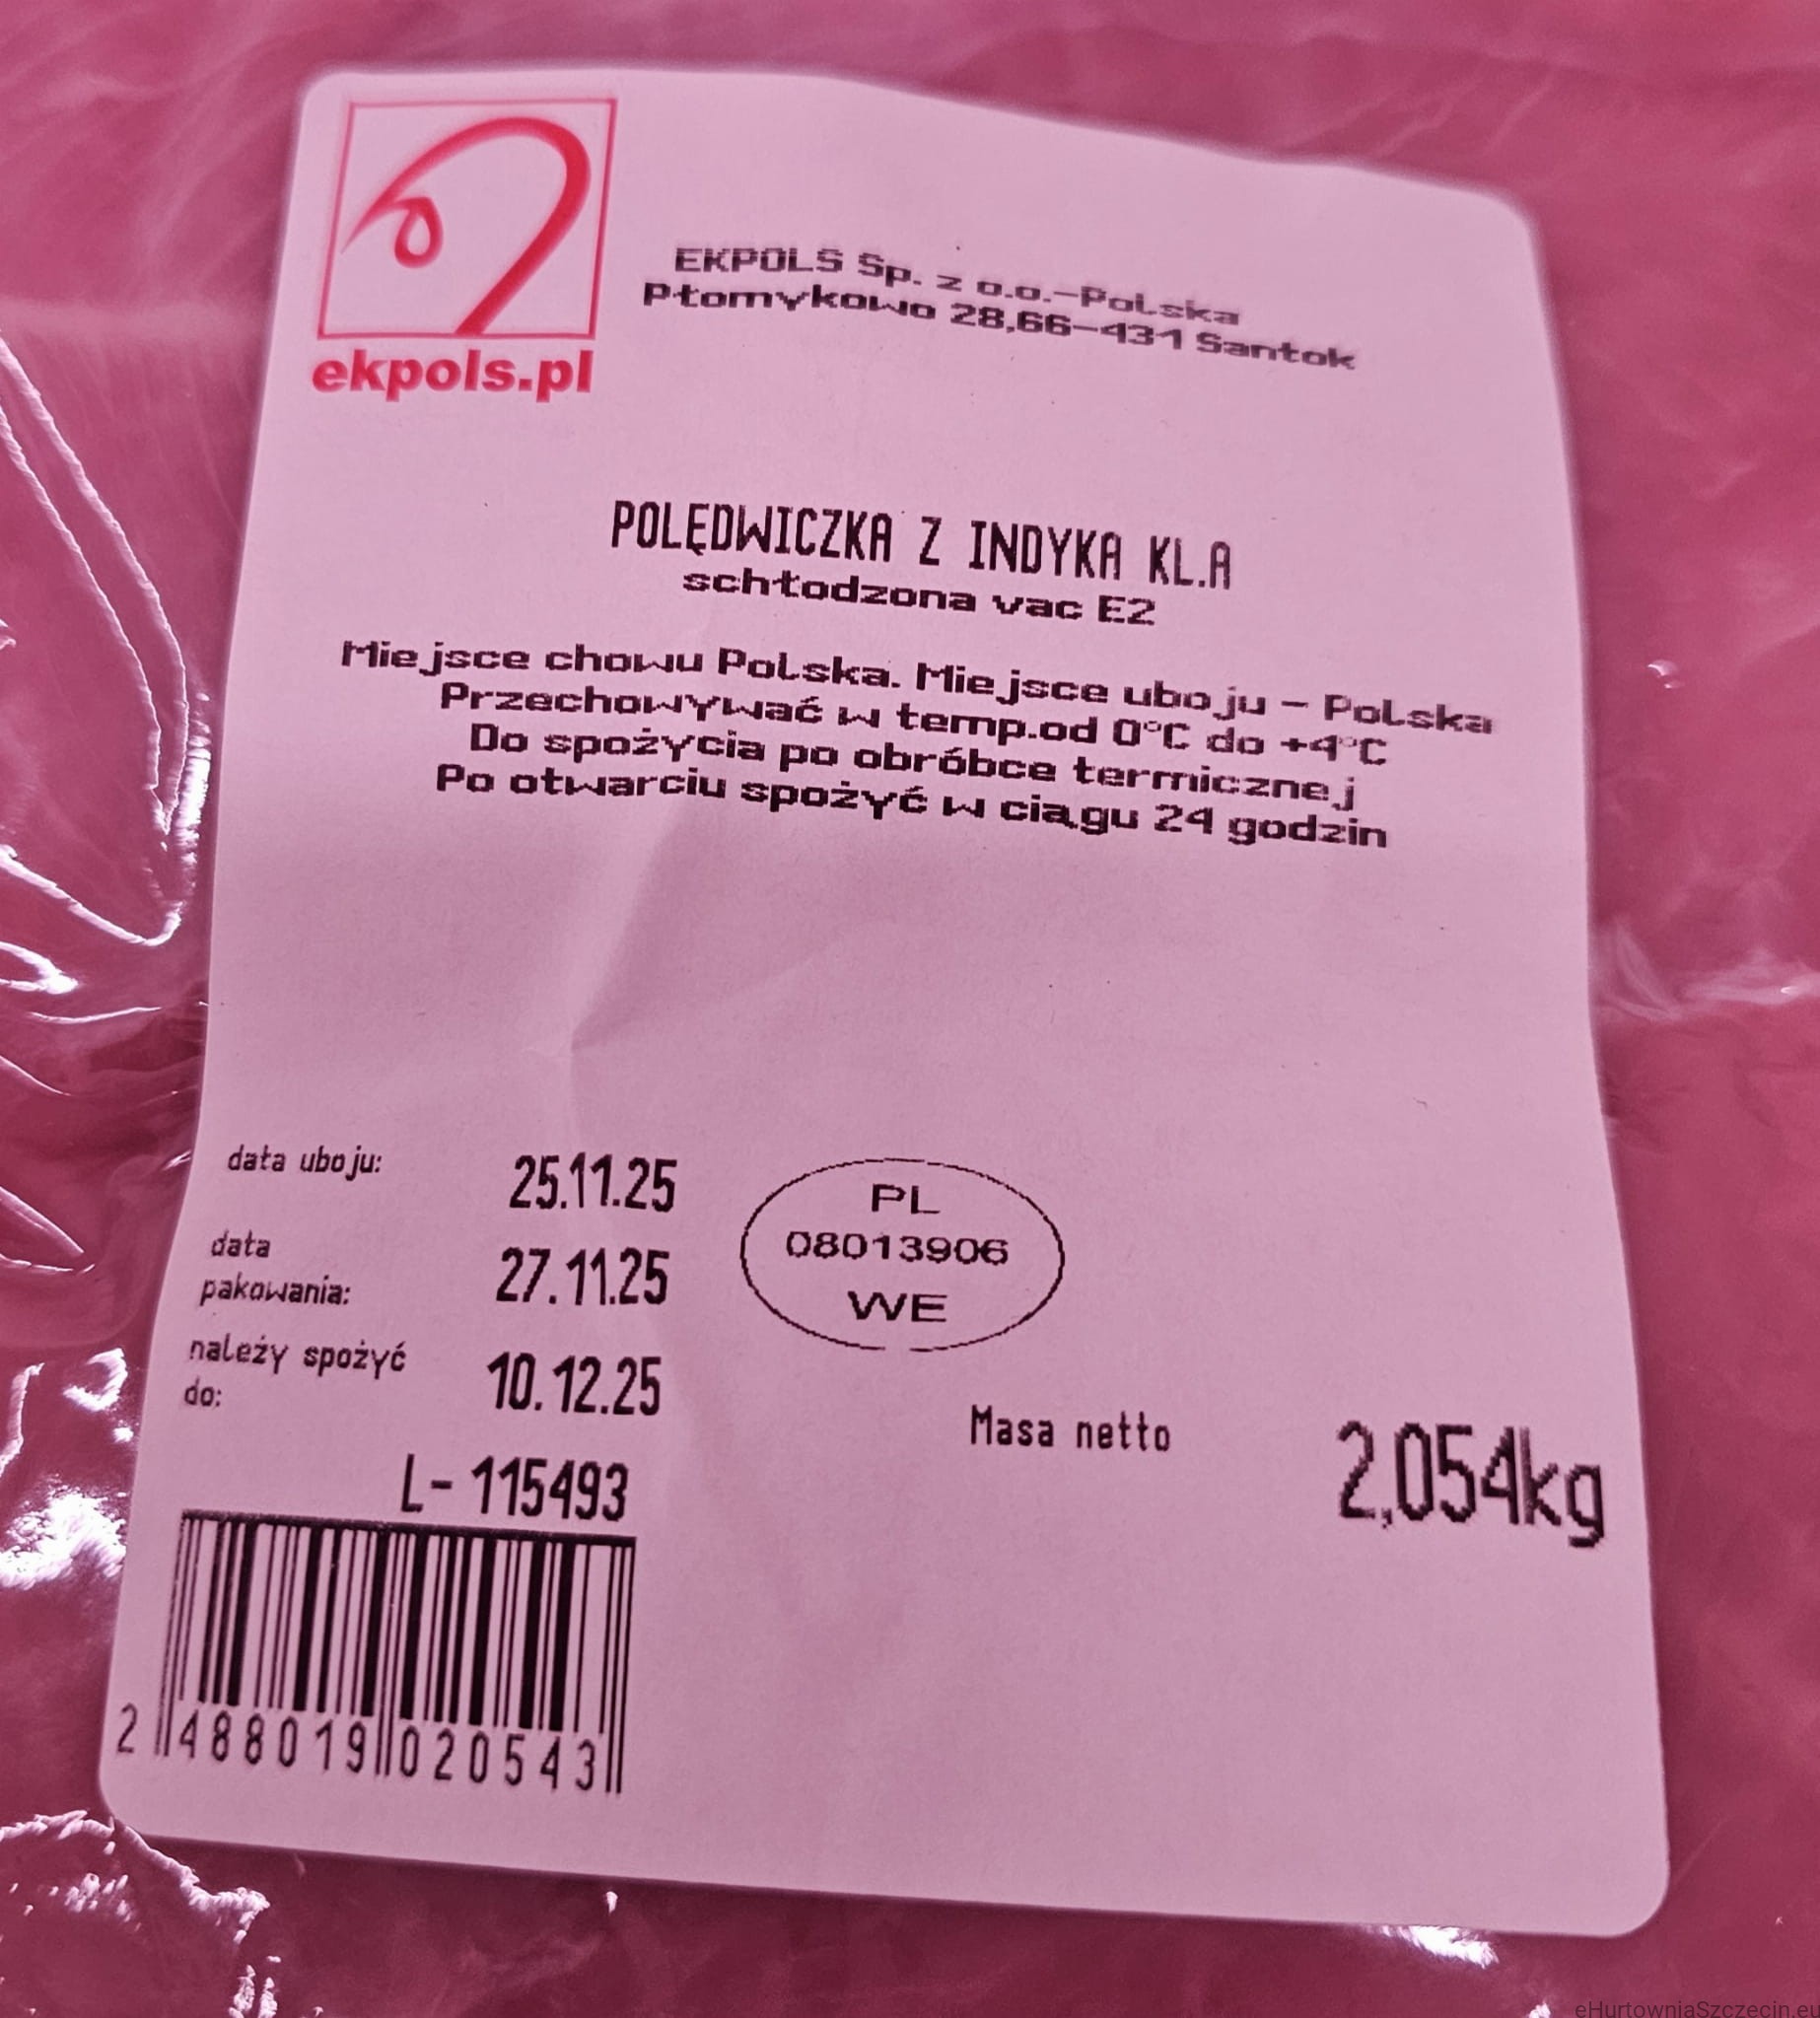 ekpols.pl
EKPOLS Sp. z o.o.-Polska
Płomykowo 28,66-431 Santok
POLĘDWICZKA Z INDYKA KL.A
schłodzona vac E2
Miejsce chowu Polska. Miejsce uboju - Polska
Przechowywać w temp.od 0°C do +4°C
Do spożycia po obróbce termicznej
Po otwarciu spożyć w ciągu 24 godzin
data uboju: 25.11.25
data
pakowania: 27.11.25
należy spożyć
do: 10.12.25
PL
08013906
WE
Masa netto 2,054kg
L- 115493
2 488019 020543
eHurtowniaSzczecin.eu